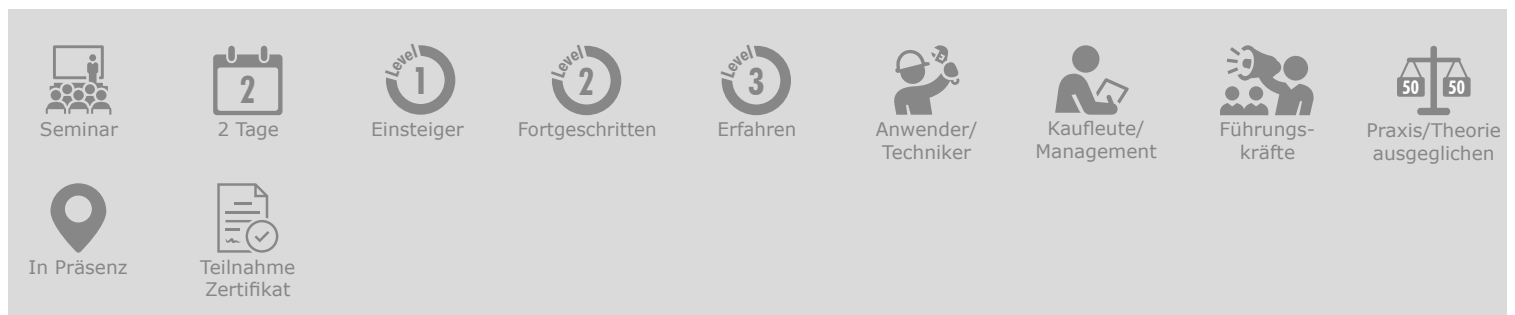 Seminar
2
2 Tage
Level
1
Einsteiger
Level
2
Fortgeschritten
Level
3
Erfahren
Anwender/
Techniker
Kaufleute/
Management
Führungs-
kräfte
50 50
Praxis/Theorie
ausgeglichen
In Präsenz
Teilnahme
Zertifikat